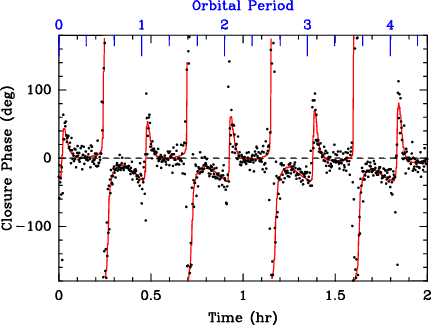 Orbital Period
0 1 2 3 4
Closure Phase (deg)
100
0
−100
0 0.5 1 1.5 2
Time (hr)